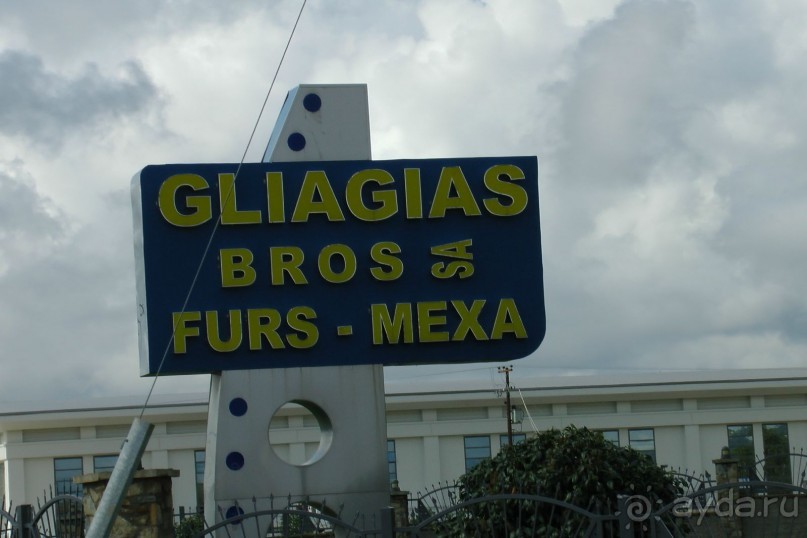 GLIAGIAS
BROS SA
FURS - MEXA
ayda.ru